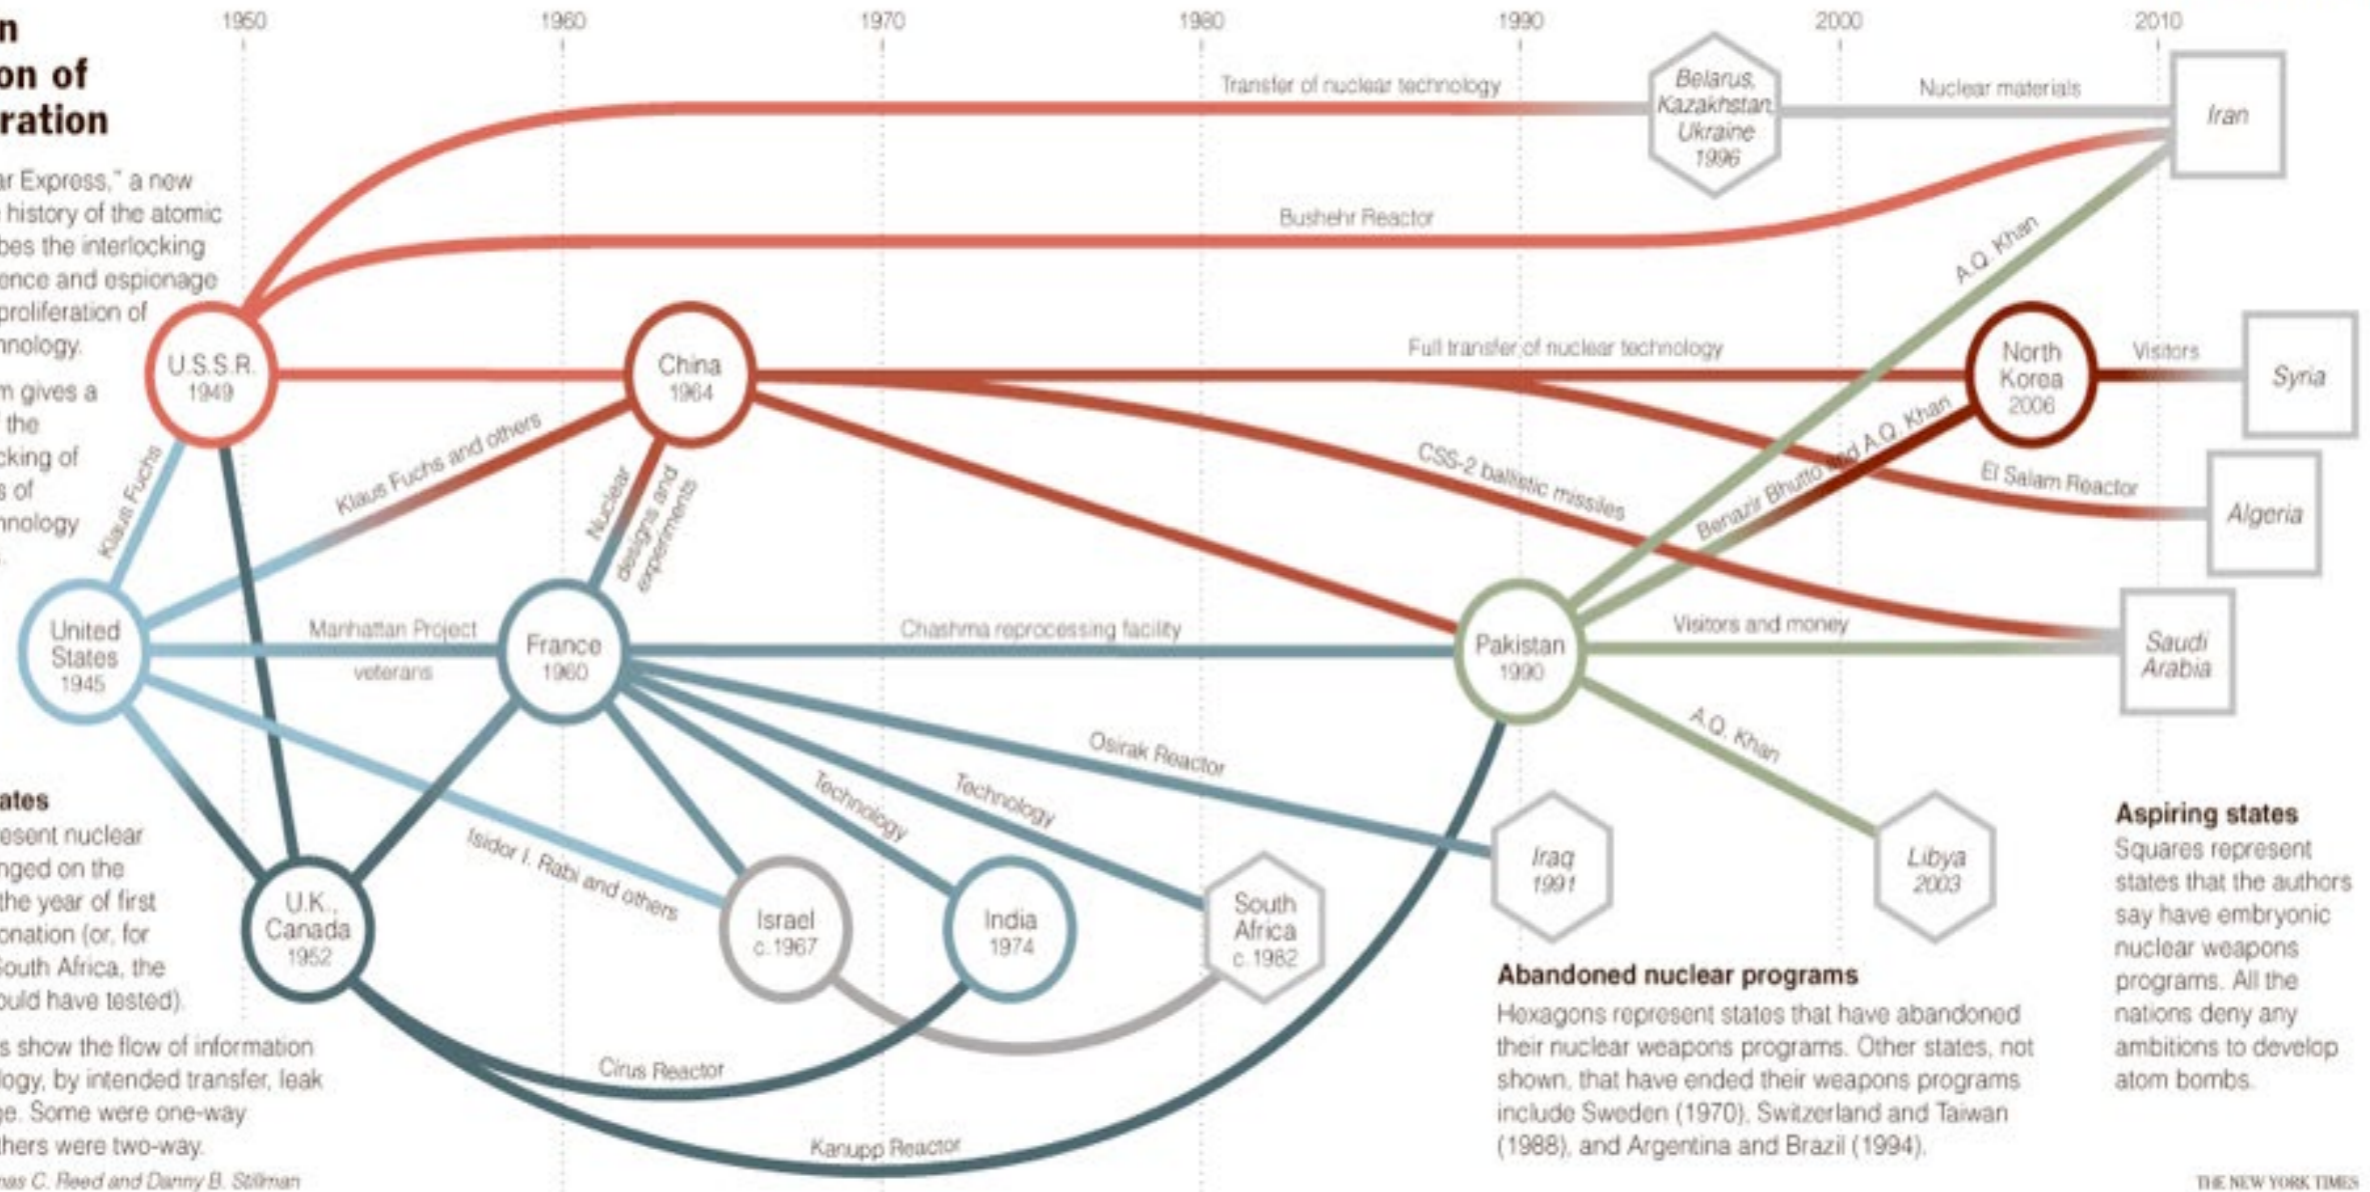 1950 1960 1970 1980 1990 2000 2010
n
on of
ration
ar Express," a new
history of the atomic
bes the interlocking
ence and espionage
proliferation of
hnology.
m gives a
the
cking of
s of
hnology
Transfer of nuclear technology
Belarus,
Kazakhstan,
Ukraine
1996
Nuclear materials
Iran
Bushehr Reactor
A.Q. Khan
U.S.S.R.
1949
China
1964
Full transfer of nuclear technology
North
Korea
2006
Visitors
Syria
Klaus Fuchs
Klaus Fuchs and others
Nuclear
designs and
experiments
CSS-2 ballistic missiles
Benazir Bhutto and A.Q. Khan
El Salam Reactor
Algeria
United
States
1945
Manhattan Project
veterans
France
1960
Chashma reprocessing facility
Pakistan
1990
Visitors and money
Saudi
Arabia
Isidor I. Rabi and others
Technology
Technology
Osirak Reactor
A.Q. Khan
U.K.,
Canada
1952
Israel
c.1967
India
1974
South
Africa
c.1982
Iraq
1991
Libya
2003
Cirus Reactor
Kanupp Reactor
ates
esent nuclear
nged on the
the year of first
onation (or, for
South Africa, the
ould have tested).
s show the flow of information
logy, by intended transfer, leak
ge. Some were one-way
thers were two-way.
mas C. Reed and Danny B. Stillman
Abandoned nuclear programs
Hexagons represent states that have abandoned
their nuclear weapons programs. Other states, not
shown, that have ended their weapons programs
include Sweden (1970), Switzerland and Taiwan
(1988), and Argentina and Brazil (1994).
Aspiring states
Squares represent
states that the authors
say have embryonic
nuclear weapons
programs. All the
nations deny any
ambitions to develop
atom bombs.
THE NEW YORK TIMES